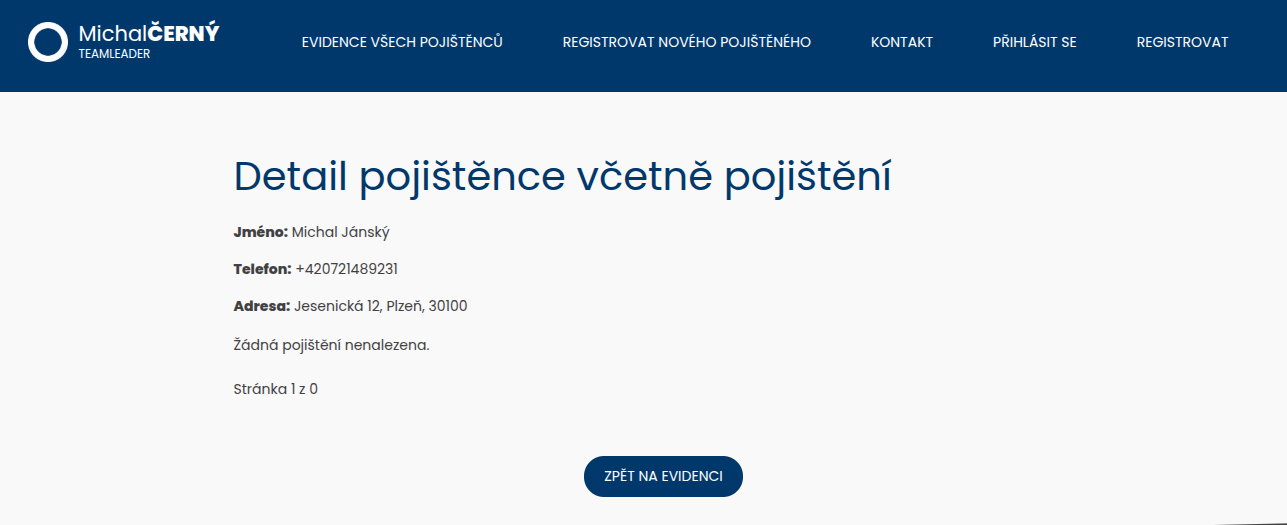 MichalČERNÝ
TEAMLEADER
EVIDENCE VŠECH POJIŠTĚNCŮ
REGISTROVAT NOVÉHO POJIŠTĚNÉHO
KONTAKT
PŘIHLÁSIT SE
REGISTROVAT
Detail pojištěnce včetně pojištění
Jméno: Michal Jánský
Telefon: +420721489231
Adresa: Jesenická 12, Plzeň, 30100
Žádná pojištění nenalezena.
Stránka 1 z 0
ZPĚT NA EVIDENCI